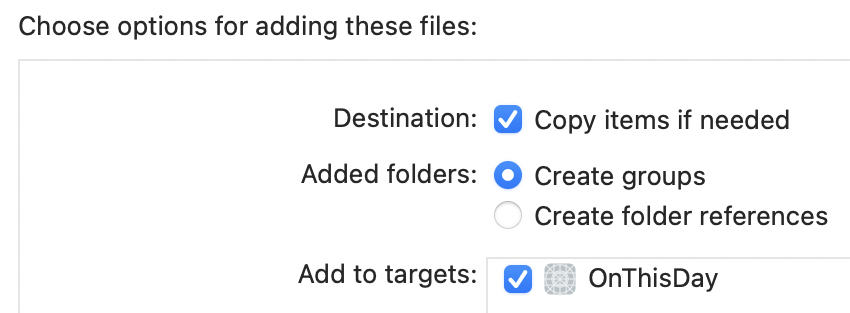 Choose options for adding these files:
Destination: Copy items if needed
Added folders: Create groups
Create folder references
Add to targets: OnThisDay